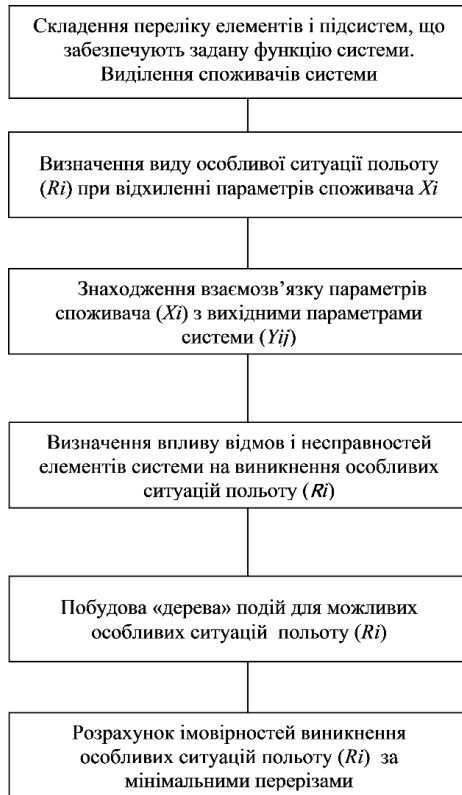 Складення переліку елементів і підсистем, що
забезпечують задану функцію системи.
Виділення споживачів системи
Визначення виду особливої ситуації польоту
(Ri) при відхиленні параметрів споживача Xi
Знаходження взаємозв’язку параметрів
споживача (Xi) з вихідними параметрами
системи (Yij)
Визначення впливу відмов і несправностей
елементів системи на виникнення особливих
ситуацій польоту (Ri)
Побудова «дерева» подій для можливих
особливих ситуацій польоту (Ri)
Розрахунок імовірностей виникнення
особливих ситуацій польоту (Ri) за
мінімальними перерізами